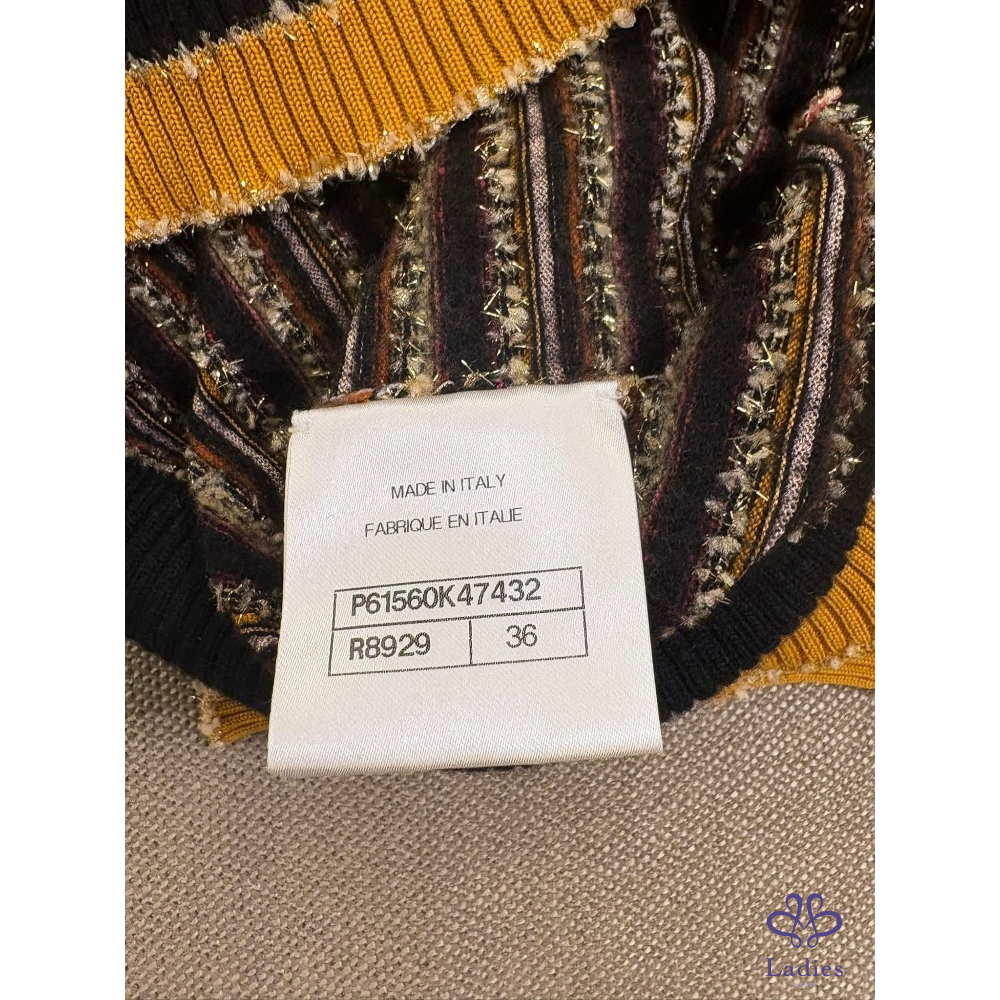 MADE IN ITALY
FABRIQUE EN ITALIE
P61560K47432
R8929 36
Ladies